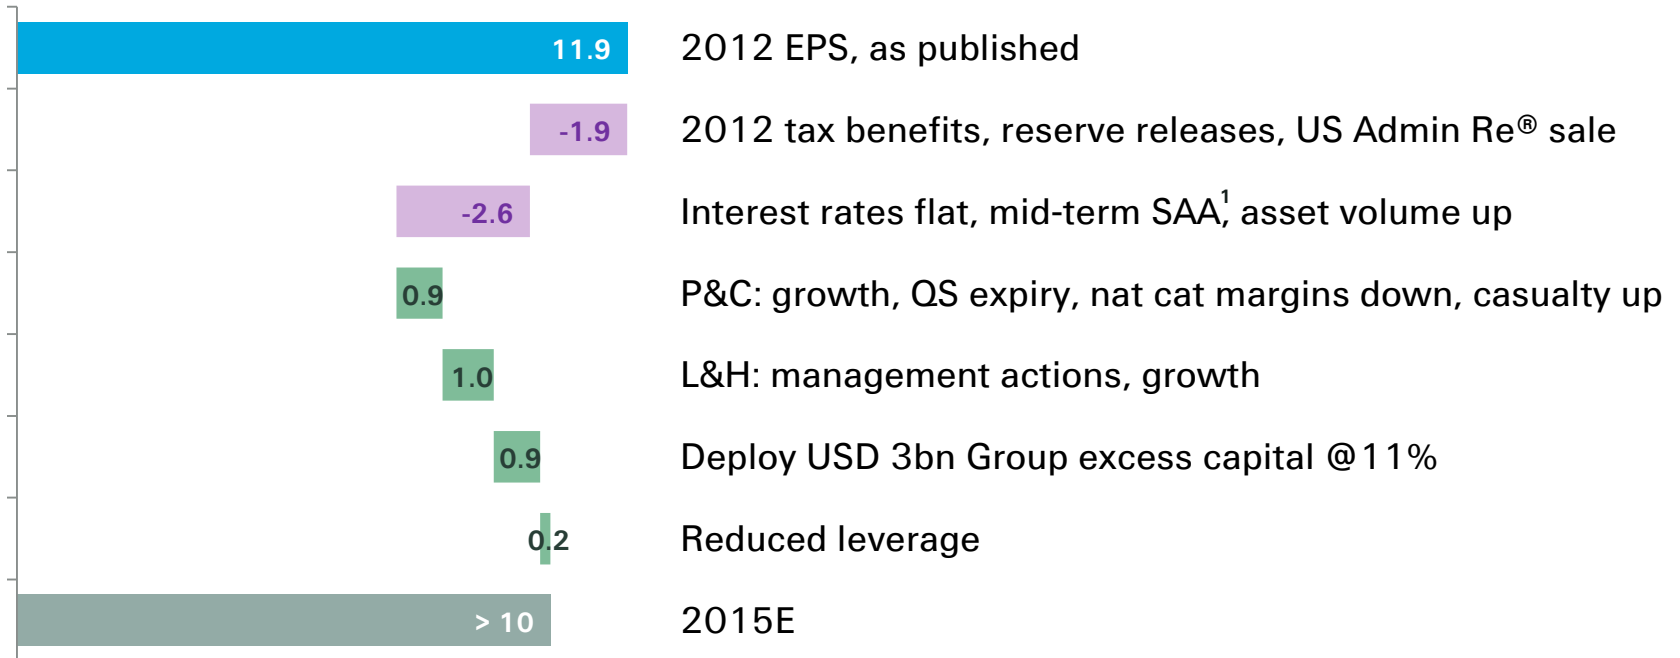 11.9 2012 EPS, as published
-1.9 2012 tax benefits, reserve releases, US Admin Re® sale
-2.6 Interest rates flat, mid-term SAA¹, asset volume up
0.9 P&C: growth, QS expiry, nat cat margins down, casualty up
1.0 L&H: management actions, growth
0.9 Deploy USD 3bn Group excess capital @11%
0.2 Reduced leverage
> 10 2015E